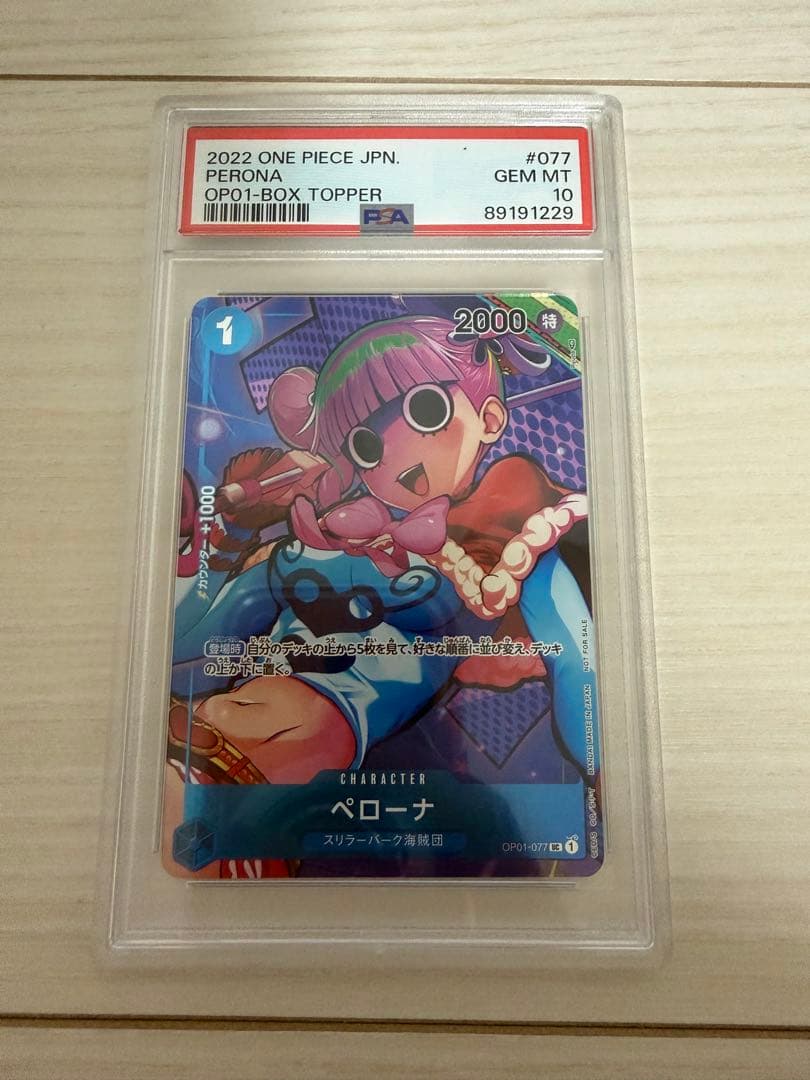 2022 ONE PIECE JPN. #077
PERONA GEM MT
OP01-BOX TOPPER 10
PSA 89191229
1
2000 特
カウンター +1000
登場時 自分のデッキの上から5枚を見て、好きな順番に並び変え、デッキ
の上か下に置く。
NOT FOR SALE
BANDAI MADE IN JAPAN
CHARACTER
ペローナ
スリラーバーク海賊団
OP01-077 UC 1